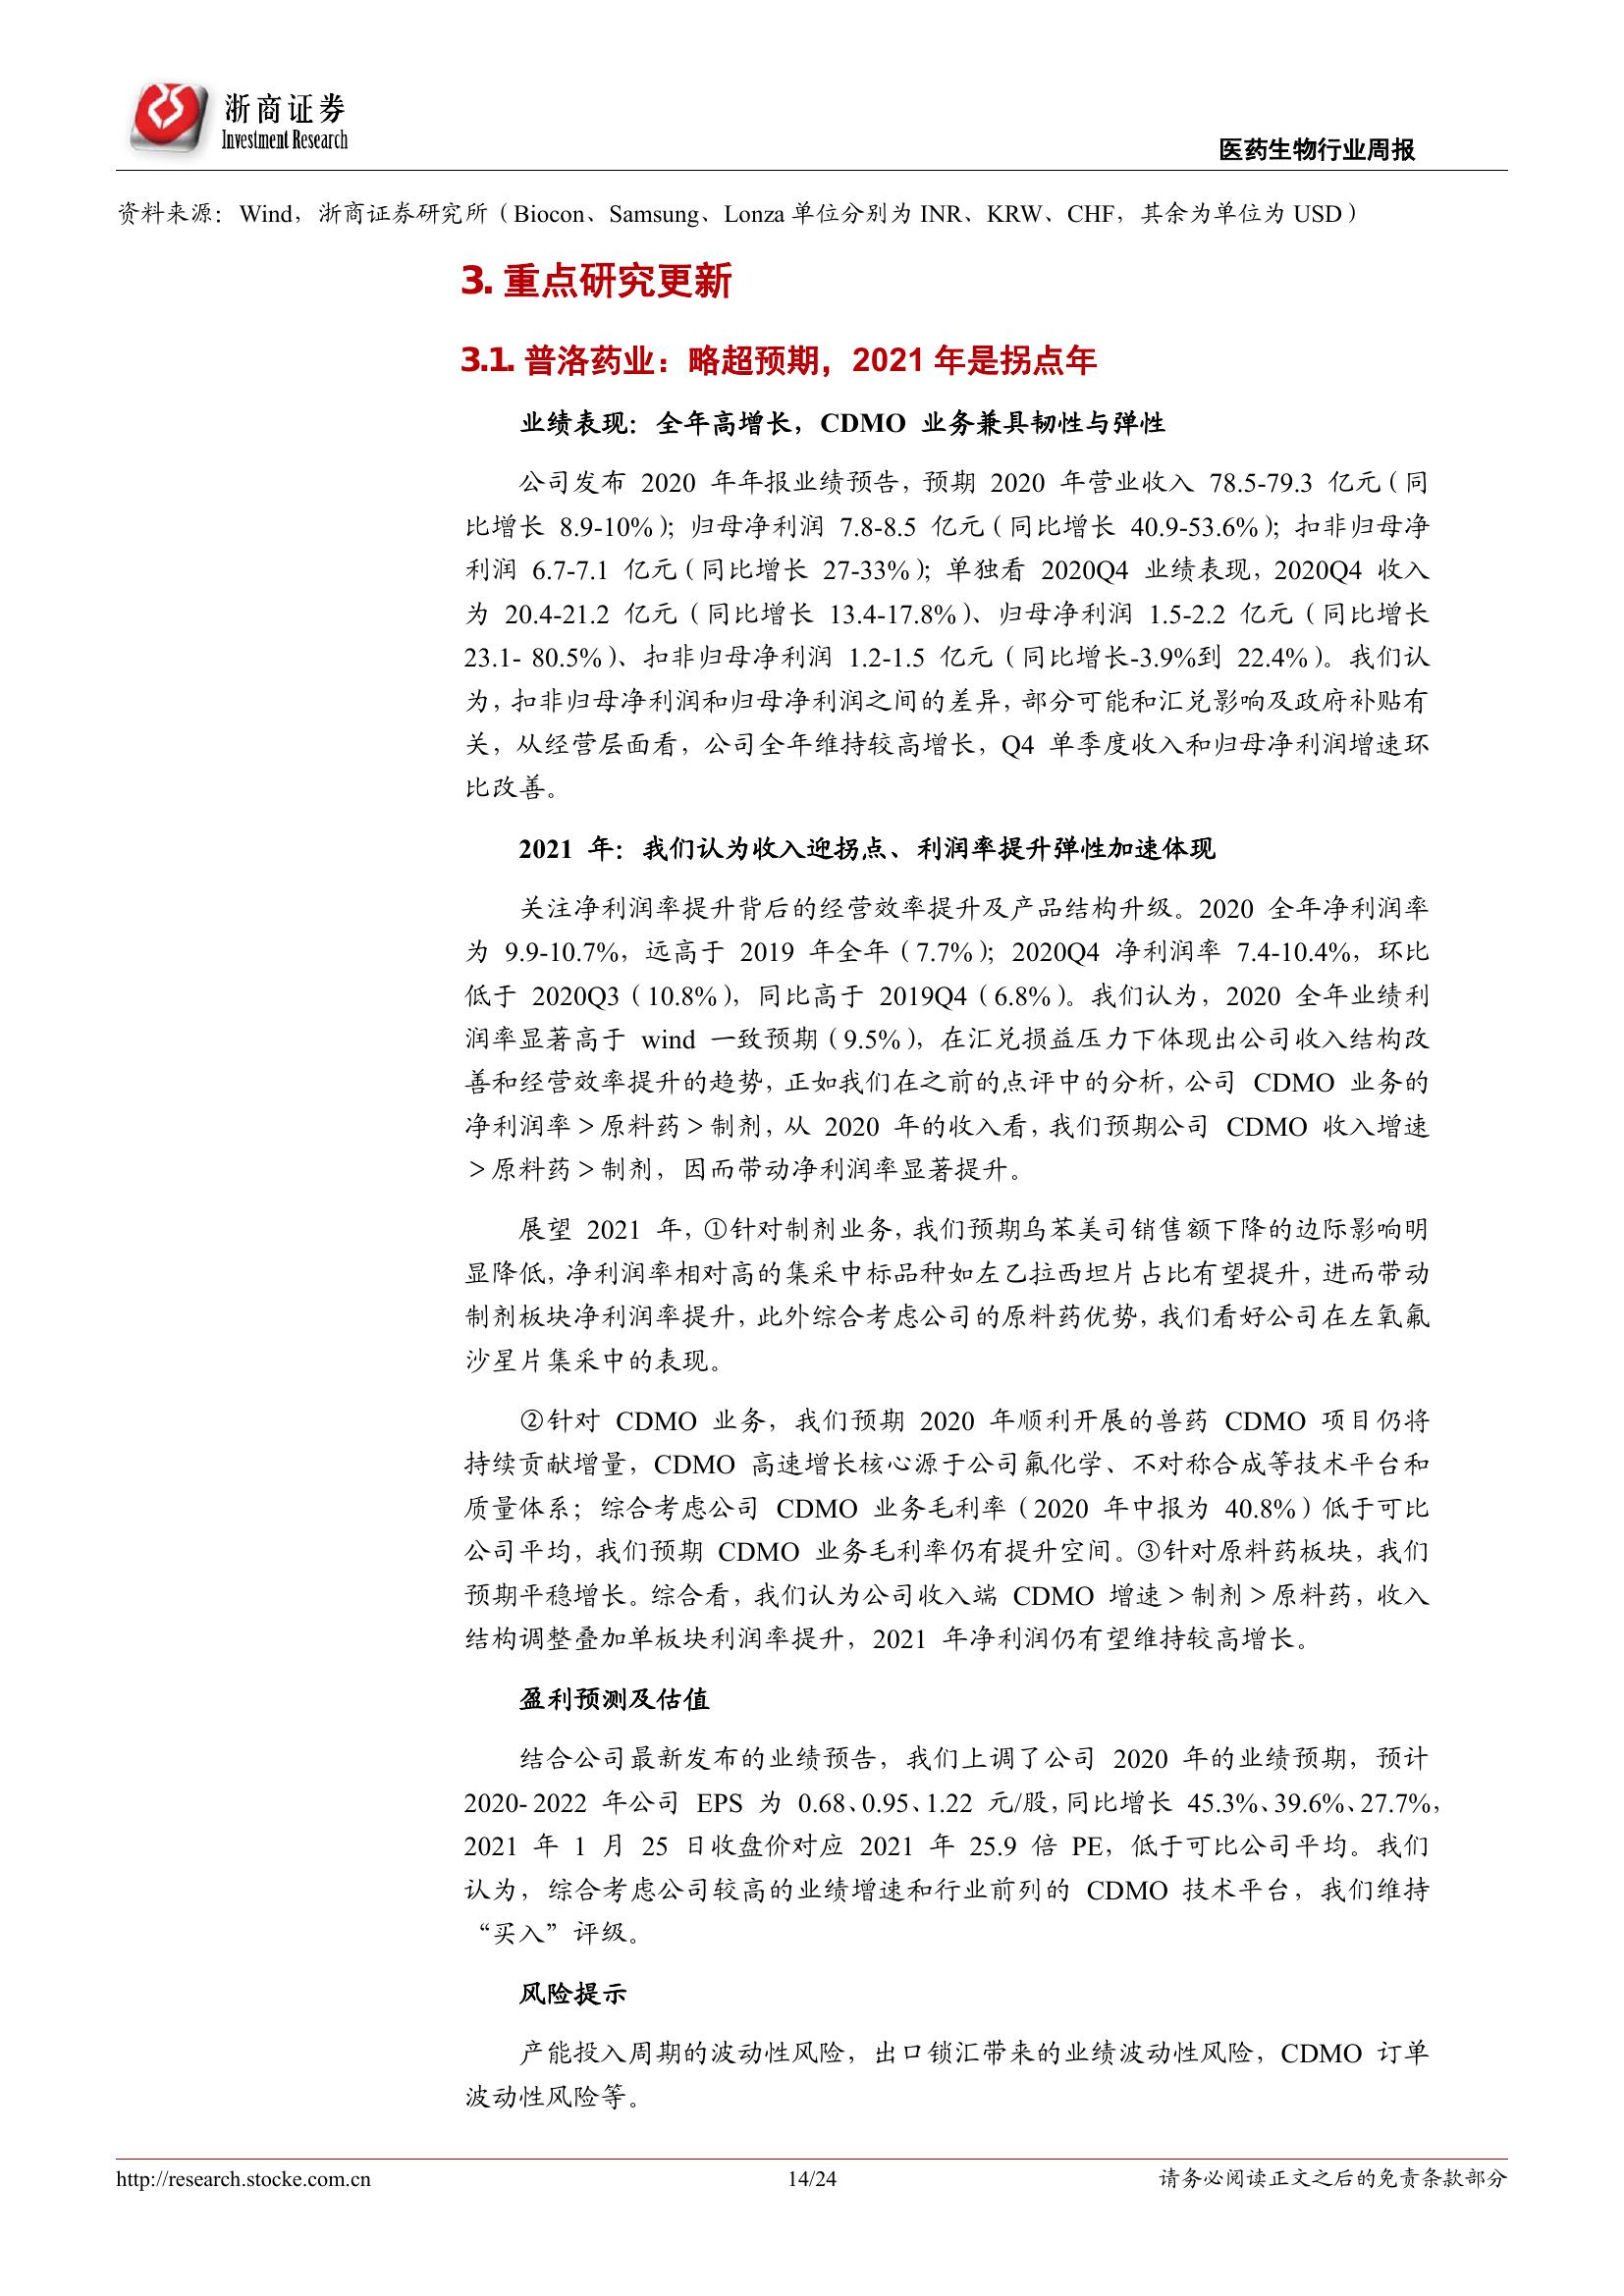 浙商证券
Investment Research
医药生物行业周报
资料来源：Wind，浙商证券研究所（Biocon、Samsung、Lonza 单位分别为 INR、KRW、CHF，其余为单位为 USD）
3. 重点研究更新
3.1. 普洛药业：略超预期，2021 年是拐点年
业绩表现：全年高增长，CDMO 业务兼具韧性与弹性
公司发布 2020 年年报业绩预告，预期 2020 年营业收入 78.5-79.3 亿元（同
比增长 8.9-10%）；归母净利润 7.8-8.5 亿元（同比增长 40.9-53.6%）；扣非归母净
利润 6.7-7.1 亿元（同比增长 27-33%）；单独看 2020Q4 业绩表现，2020Q4 收入
为 20.4-21.2 亿元（同比增长 13.4-17.8%）、归母净利润 1.5-2.2 亿元（同比增长
23.1- 80.5%）、扣非归母净利润 1.2-1.5 亿元（同比增长-3.9%到 22.4%）。我们认
为，扣非归母净利润和归母净利润之间的差异，部分可能和汇兑影响及政府补贴有
关，从经营层面看，公司全年维持较高增长，Q4 单季度收入和归母净利润增速环
比改善。
2021 年：我们认为收入迎拐点、利润率提升弹性加速体现
关注净利润率提升背后的经营效率提升及产品结构升级。2020 全年净利润率
为 9.9-10.7%，远高于 2019 年全年（7.7%）；2020Q4 净利润率 7.4-10.4%，环比
低于 2020Q3（10.8%），同比高于 2019Q4（6.8%）。我们认为，2020 全年业绩利
润率显著高于 wind 一致预期（9.5%），在汇兑损益压力下体现出公司收入结构改
善和经营效率提升的趋势，正如我们在之前的点评中的分析，公司 CDMO 业务的
净利润率＞原料药＞制剂，从 2020 年的收入看，我们预期公司 CDMO 收入增速
＞原料药＞制剂，因而带动净利润率显著提升。
展望 2021 年，①针对制剂业务，我们预期乌苯美司销售额下降的边际影响明
显降低，净利润率相对高的集采中标品种如左乙拉西坦片占比有望提升，进而带动
制剂板块净利润率提升，此外综合考虑公司的原料药优势，我们看好公司在左氧氟
沙星片集采中的表现。
②针对 CDMO 业务，我们预期 2020 年顺利开展的兽药 CDMO 项目仍将
持续贡献增量，CDMO 高速增长核心源于公司氟化学、不对称合成等技术平台和
质量体系；综合考虑公司 CDMO 业务毛利率（2020 年中报为 40.8%）低于可比
公司平均，我们预期 CDMO 业务毛利率仍有提升空间。③针对原料药板块，我们
预期平稳增长。综合看，我们认为公司收入端 CDMO 增速＞制剂＞原料药，收入
结构调整叠加单板块利润率提升，2021 年净利润仍有望维持较高增长。
盈利预测及估值
结合公司最新发布的业绩预告，我们上调了公司 2020 年的业绩预期，预计
2020- 2022 年公司 EPS 为 0.68、0.95、1.22 元/股，同比增长 45.3%、39.6%、27.7%，
2021 年 1 月 25 日收盘价对应 2021 年 25.9 倍 PE，低于可比公司平均。我们
认为，综合考虑公司较高的业绩增速和行业前列的 CDMO 技术平台，我们维持
“买入”评级。
风险提示
产能投入周期的波动性风险，出口锁汇带来的业绩波动性风险，CDMO 订单
波动性风险等。
http://research.stocke.com.cn
14/24
请务必阅读正文之后的免责条款部分